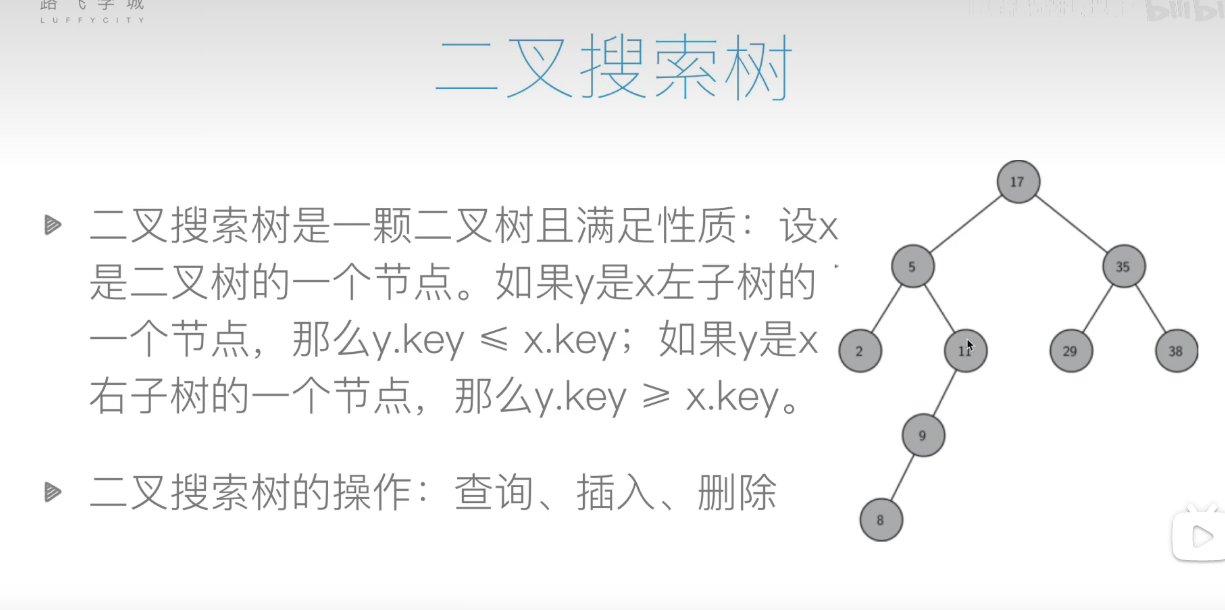 路飞学城
LUFFYCITY
二叉搜索树
二叉搜索树是一颗二叉树且满足性质：设x
是二叉树的一个节点。如果y是x左子树的
一个节点，那么y.key ≤ x.key；如果y是x
右子树的一个节点，那么y.key ≥ x.key。
二叉搜索树的操作：查询、插入、删除
17
5
35
2
11
29
38
9
8